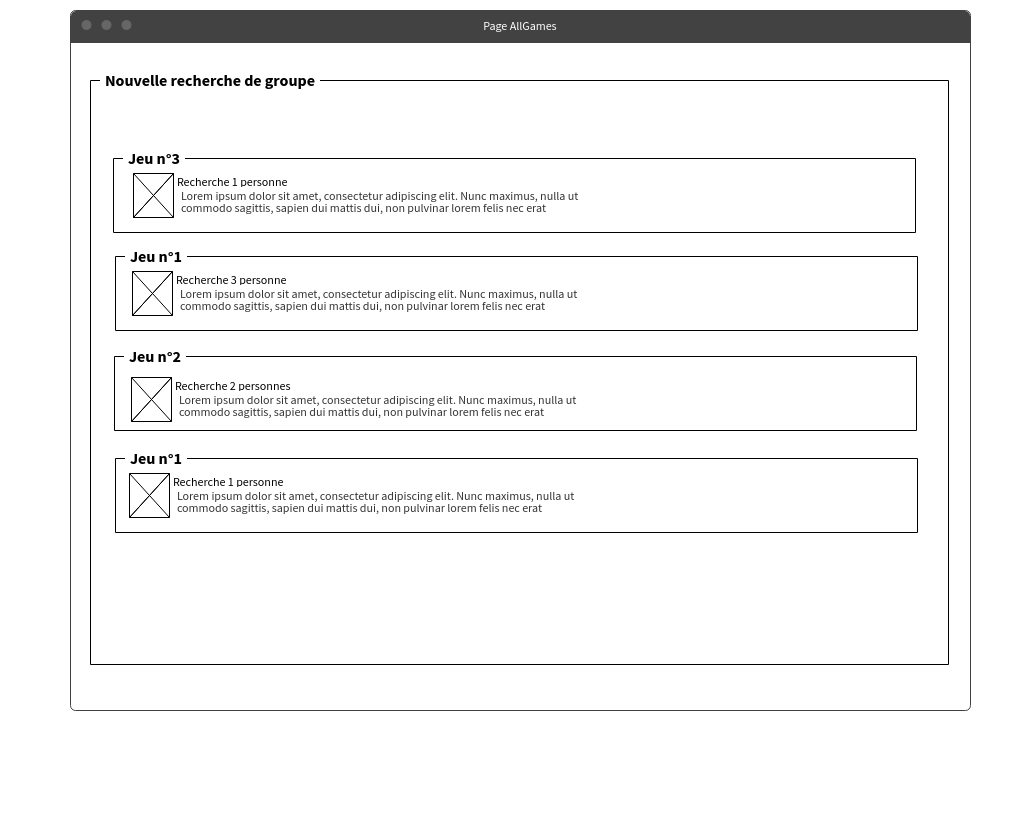 Page AllGames
Nouvelle recherche de groupe
Jeu n°3
Recherche 1 personne
Lorem ipsum dolor sit amet, consectetur adipiscing elit. Nunc maximus, nulla ut
commodo sagittis, sapien dui mattis dui, non pulvinar lorem felis nec erat
Jeu n°1
Recherche 3 personne
Lorem ipsum dolor sit amet, consectetur adipiscing elit. Nunc maximus, nulla ut
commodo sagittis, sapien dui mattis dui, non pulvinar lorem felis nec erat
Jeu n°2
Recherche 2 personnes
Lorem ipsum dolor sit amet, consectetur adipiscing elit. Nunc maximus, nulla ut
commodo sagittis, sapien dui mattis dui, non pulvinar lorem felis nec erat
Jeu n°1
Recherche 1 personne
Lorem ipsum dolor sit amet, consectetur adipiscing elit. Nunc maximus, nulla ut
commodo sagittis, sapien dui mattis dui, non pulvinar lorem felis nec erat